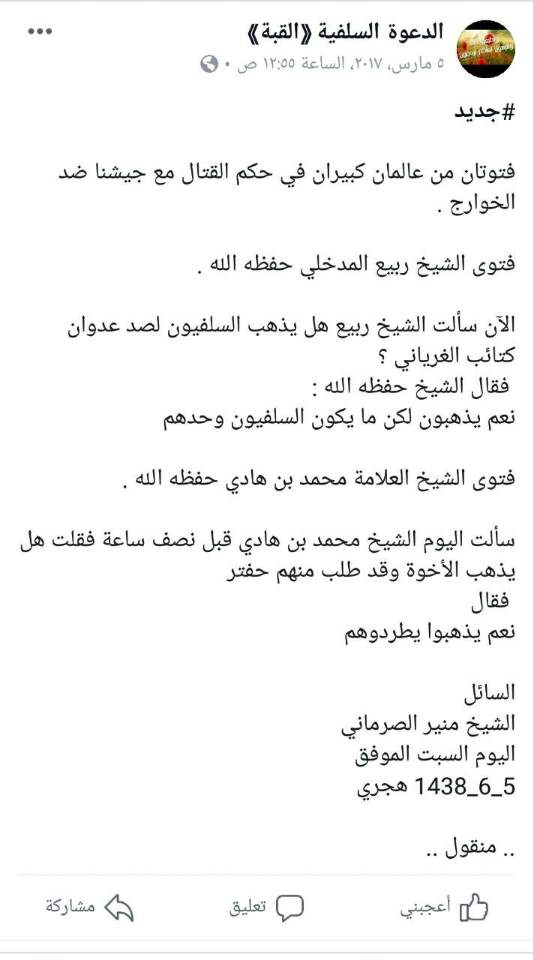 الدعوة السلفية《القبة》
٥ مارس، ٢٠١٧، الساعة ١٢:٥٥ ص •
#جديد
فتوتان من عالمان كبيران في حكم القتال مع جيشنا ضد
الخوارج .
فتوى الشيخ ربيع المدخلي حفظه الله .
الآن سألت الشيخ ربيع هل يذهب السلفيون لصد عدوان
كتائب الغرياني ؟
فقال الشيخ حفظه الله :
نعم يذهبون لكن ما يكون السلفيون وحدهم
فتوى الشيخ العلامة محمد بن هادي حفظه الله .
سألت اليوم الشيخ محمد بن هادي قبل نصف ساعة فقلت هل
يذهب الأخوة وقد طلب منهم حفتر
فقال
نعم يذهبوا يطردوهم
السائل
الشيخ منير الصرماني
اليوم السبت الموفق
5_6_1438 هجري
.. منقول ..
أعجبني
تعليق
مشاركة